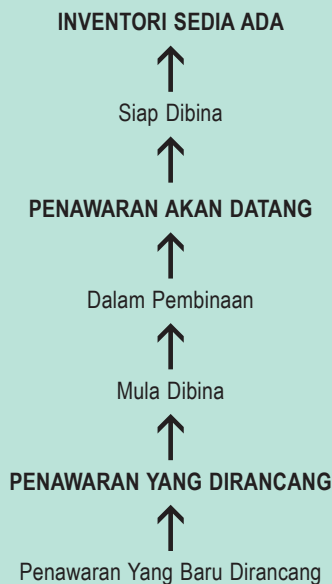 INVENTORI SEDIA ADA
Siap Dibina
PENAWARAN AKAN DATANG
Dalam Pembinaan
Mula Dibina
PENAWARAN YANG DIRANCANG
Penawaran Yang Baru Dirancang